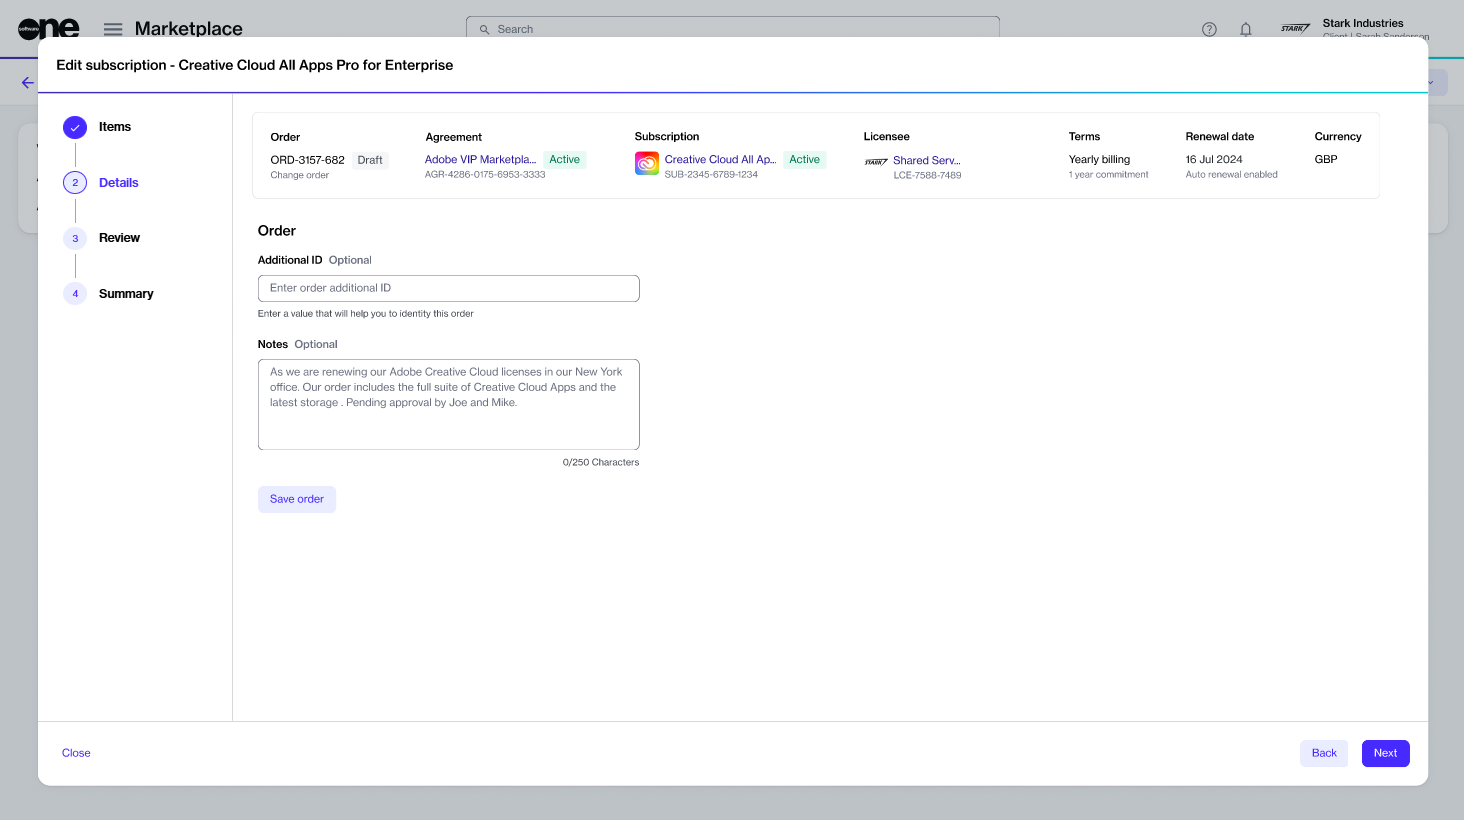 software one
Marketplace
Search
Stark Industries
Client | Sarah Sanderson
STARK
Edit subscription - Creative Cloud All Apps Pro for Enterprise
Items
2 Details
3 Review
4 Summary
Order
ORD-3157-682 Draft
Change order
Agreement
Adobe VIP Marketpla... Active
AGR-4286-0175-6953-3333
Subscription
Creative Cloud All Ap... Active
SUB-2345-6789-1234
Licensee
STARK Shared Serv...
LCE-7588-7489
Terms
Yearly billing
1 year commitment
Renewal date
16 Jul 2024
Auto renewal enabled
Currency
GBP
Order
Additional ID Optional
Enter order additional ID
Enter a value that will help you to identity this order
Notes Optional
As we are renewing our Adobe Creative Cloud licenses in our New York
office. Our order includes the full suite of Creative Cloud Apps and the
latest storage . Pending approval by Joe and Mike.
0/250 Characters
Save order
Close
Back
Next